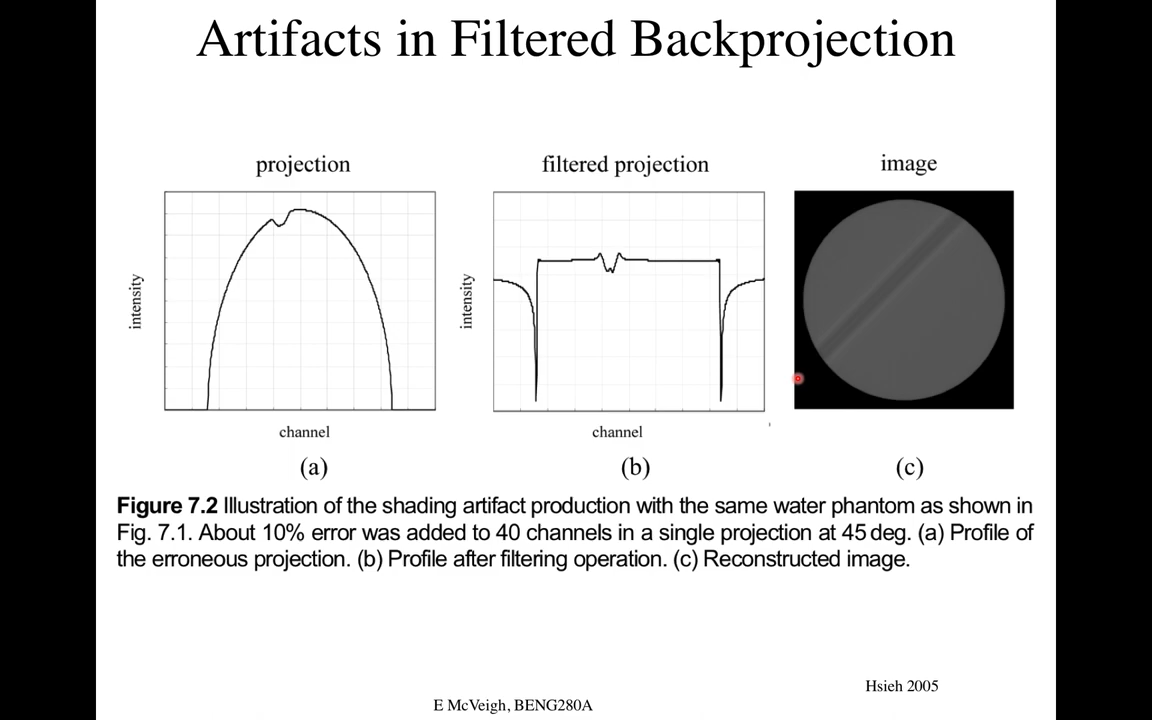 Artifacts in Filtered Backprojection
projection
filtered projection
image
intensity
intensity
channel
channel
(a)
(b)
(c)
Figure 7.2 Illustration of the shading artifact production with the same water phantom as shown in
Fig. 7.1. About 10% error was added to 40 channels in a single projection at 45 deg. (a) Profile of
the erroneous projection. (b) Profile after filtering operation. (c) Reconstructed image.
Hsieh 2005
E McVeigh, BENG280A